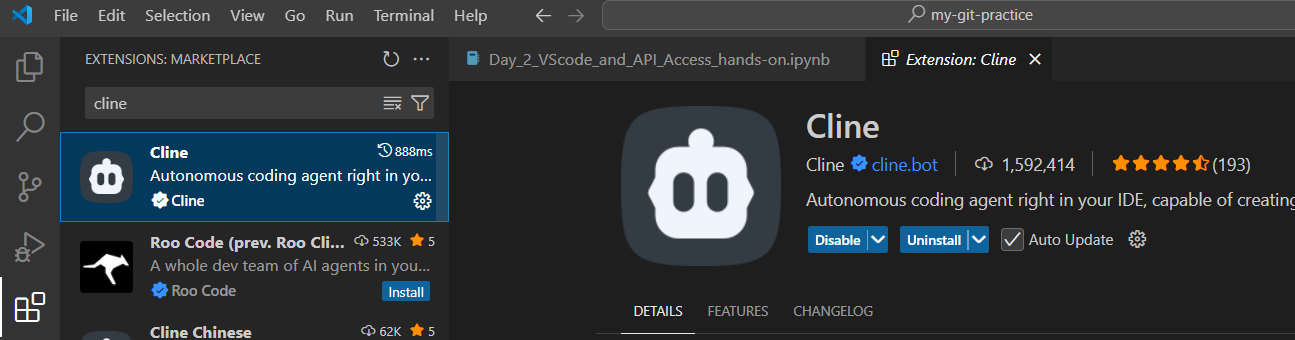 File Edit Selection View Go Run Terminal Help
my-git-practice
EXTENSIONS: MARKETPLACE
cline
Cline 888ms
Autonomous coding agent right in yo...
Cline
Roo Code (prev. Roo Cli... 533K 5
A whole dev team of AI agents in you...
Roo Code Install
Cline Chinese 62K 5
Day_2_VScode_and_API_Access_hands-on.ipynb
Extension: Cline
Cline
Cline cline.bot 1,592,414 (193)
Autonomous coding agent right in your IDE, capable of creating
Disable Uninstall Auto Update
DETAILS FEATURES CHANGELOG